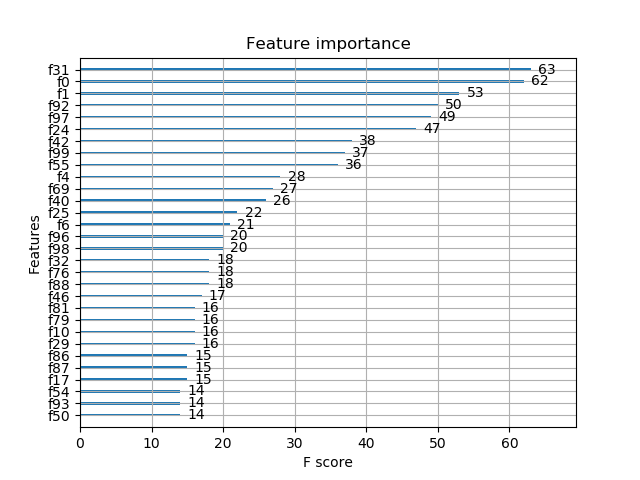 Feature importance
Features
f31 63
f0 62
f1 53
f92 50
f97 49
f24 47
f42 38
f99 37
f55 36
f4 28
f69 27
f40 26
f25 22
f6 21
f96 20
f98 20
f32 18
f76 18
f88 18
f46 17
f81 16
f79 16
f10 16
f29 16
f86 15
f87 15
f17 15
f54 14
f93 14
f50 14
0 10 20 30 40 50 60
F score